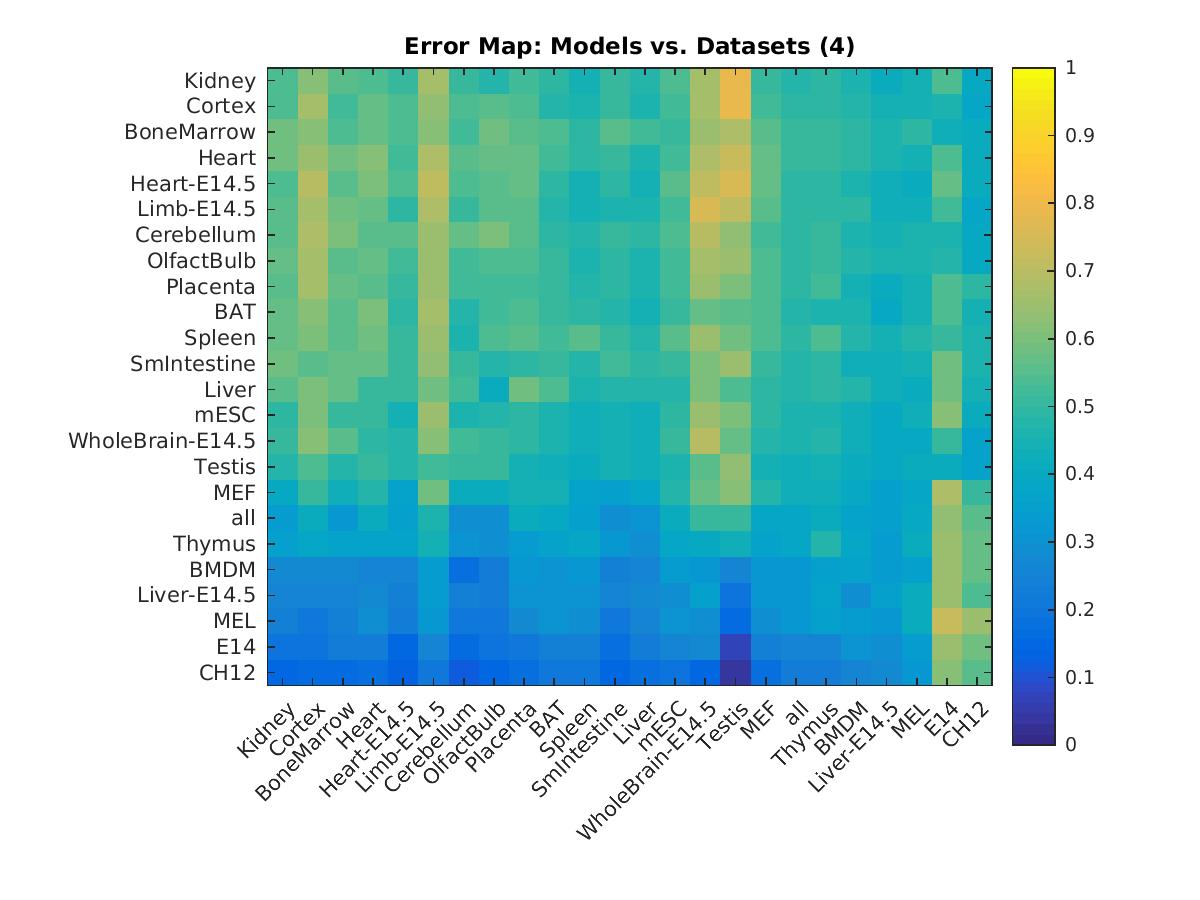 Error Map: Models vs. Datasets (4)
Kidney
Cortex
BoneMarrow
Heart
Heart-E14.5
Limb-E14.5
Cerebellum
OlfactBulb
Placenta
BAT
Spleen
SmIntestine
Liver
mESC
WholeBrain-E14.5
Testis
MEF
all
Thymus
BMDM
Liver-E14.5
MEL
E14
CH12
Kidney
Cortex
BoneMarrow
Heart
Heart-E14.5
Limb-E14.5
Cerebellum
OlfactBulb
Placenta
BAT
Spleen
SmIntestine
Liver
mESC
WholeBrain-E14.5
Testis
MEF
all
Thymus
BMDM
Liver-E14.5
MEL
E14
CH12
1
0.9
0.8
0.7
0.6
0.5
0.4
0.3
0.2
0.1
0